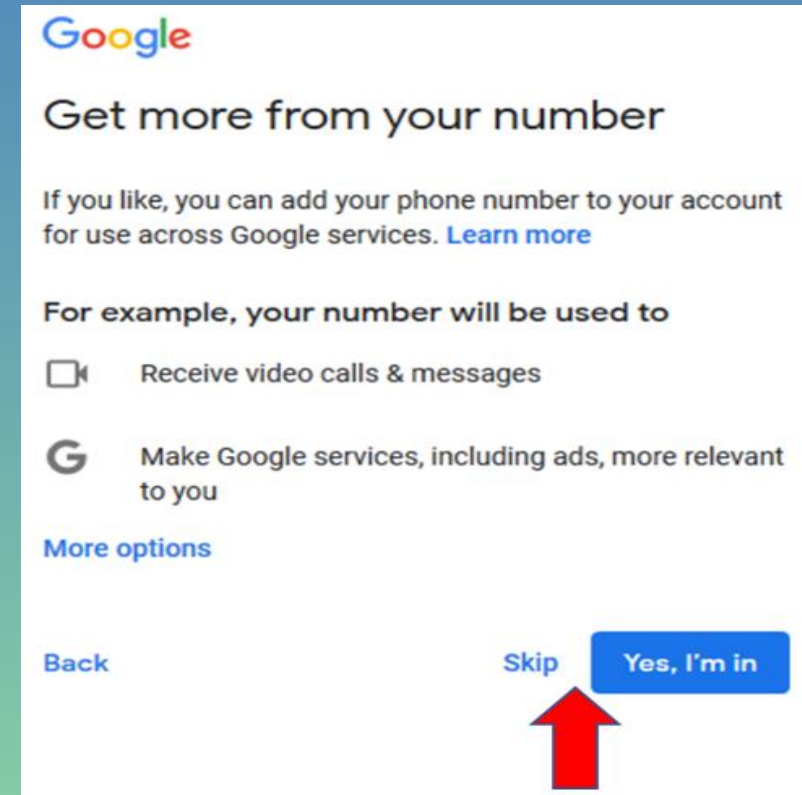 Google
Get more from your number
If you like, you can add your phone number to your account
for use across Google services. Learn more
For example, your number will be used to
Receive video calls & messages
G
Make Google services, including ads, more relevant
to you
More options
Back Skip Yes, I'm in